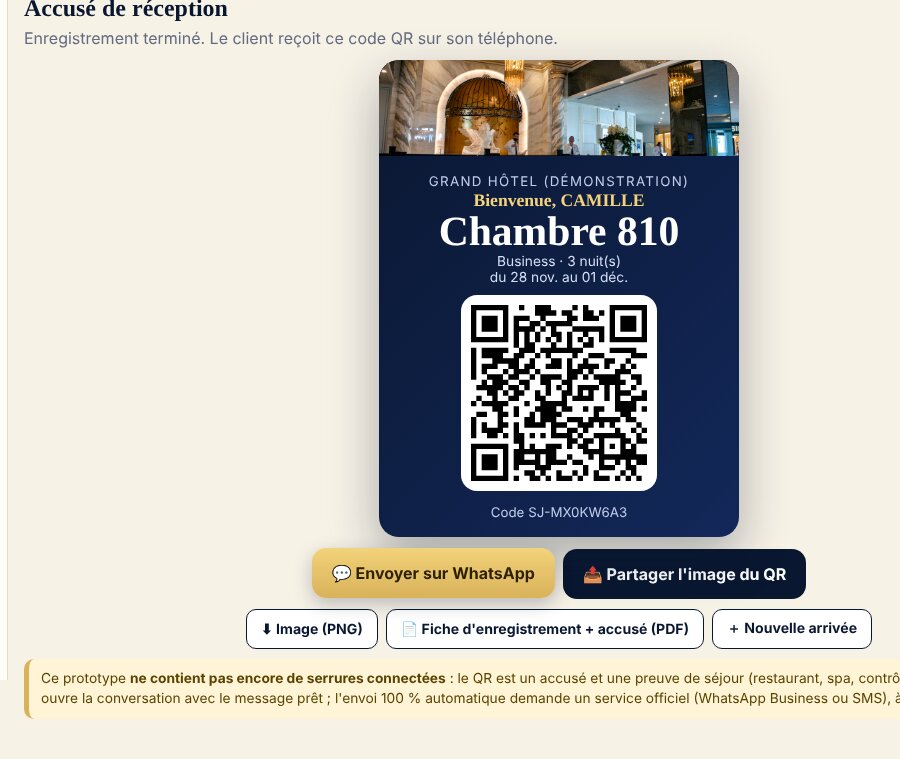 Accusé de réception
Enregistrement terminé. Le client reçoit ce code QR sur son téléphone.
GRAND HÔTEL (DÉMONSTRATION)
Bienvenue, CAMILLE
Chambre 810
Business · 3 nuit(s)
du 28 nov. au 01 déc.
Code SJ-MX0KW6A3
Envoyer sur WhatsApp
Partager l'image du QR
Image (PNG)
Fiche d'enregistrement + accusé (PDF)
+ Nouvelle arrivée
Ce prototype ne contient pas encore de serrures connectées : le QR est un accusé et une preuve de séjour (restaurant, spa, contrô
ouvre la conversation avec le message prêt ; l'envoi 100 % automatique demande un service officiel (WhatsApp Business ou SMS), à